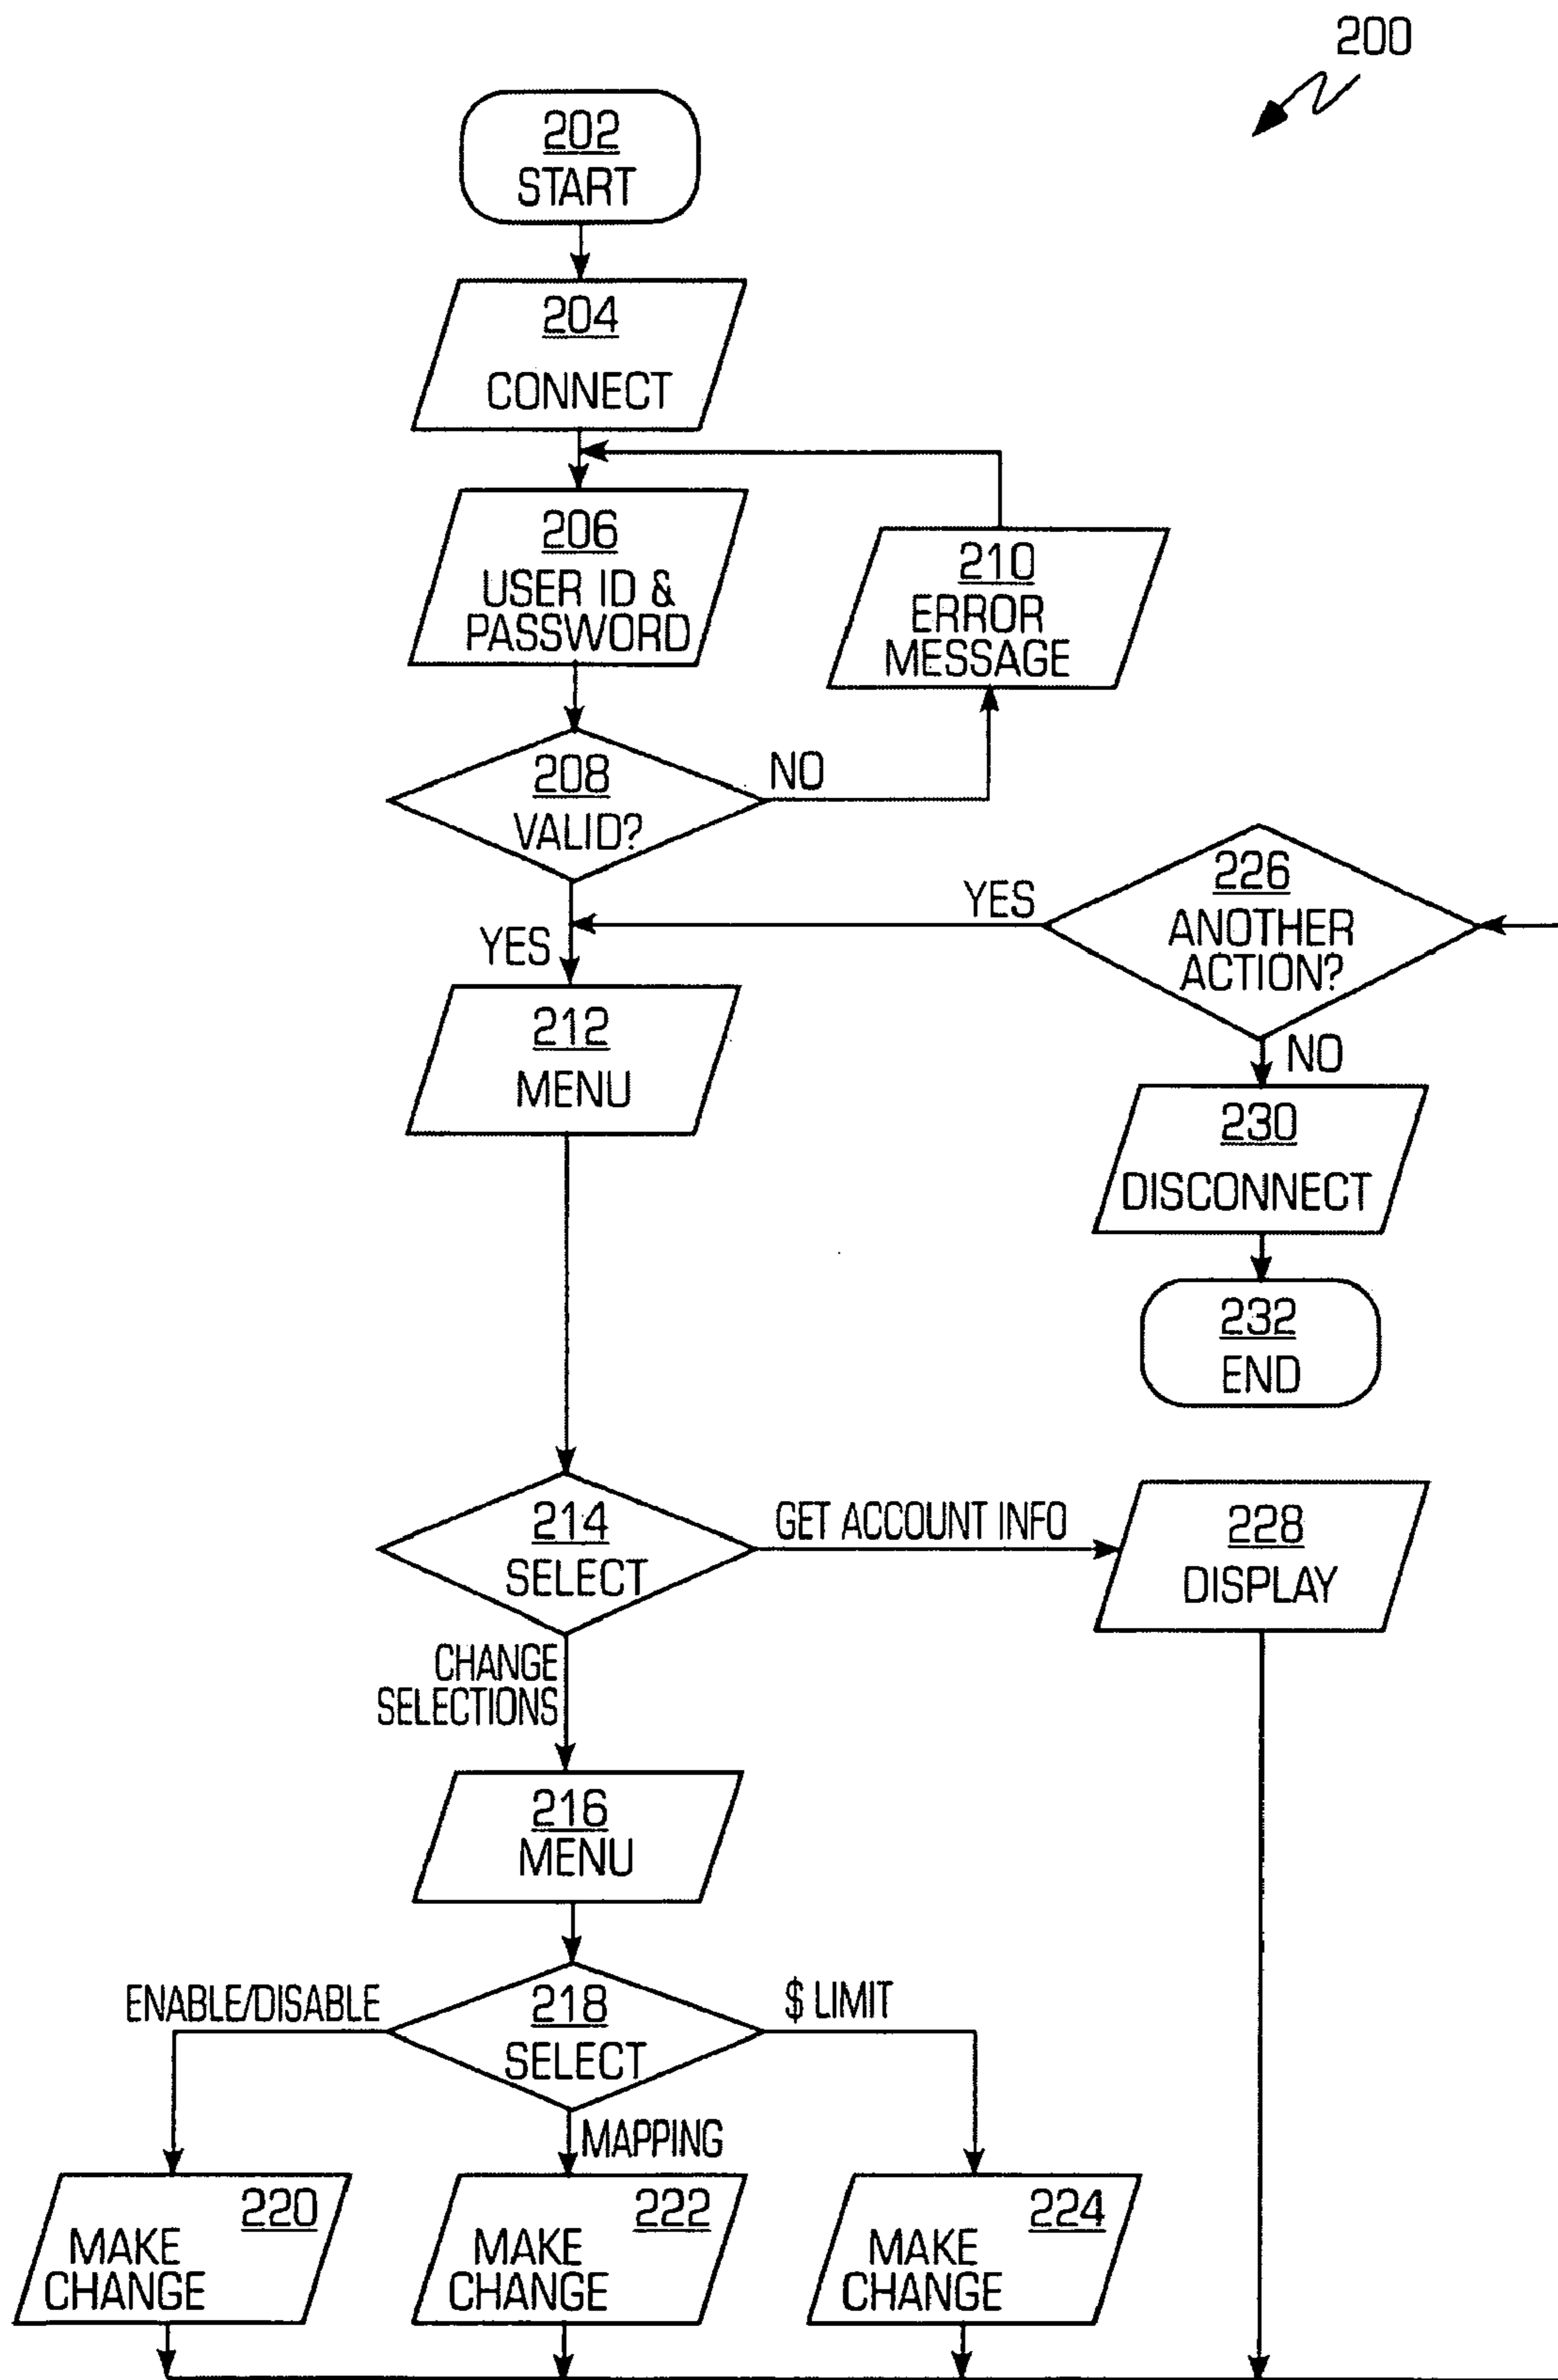 200
202
START
204
CONNECT
206
USER ID &
PASSWORD
210
ERROR
MESSAGE
208
VALID?
NO
YES
226
ANOTHER
ACTION?
YES
NO
212
MENU
230
DISCONNECT
232
END
214
SELECT
GET ACCOUNT INFO
228
DISPLAY
CHANGE
SELECTIONS
216
MENU
218
SELECT
ENABLE/DISABLE
$ LIMIT
MAPPING
220
MAKE
CHANGE
222
MAKE
CHANGE
224
MAKE
CHANGE